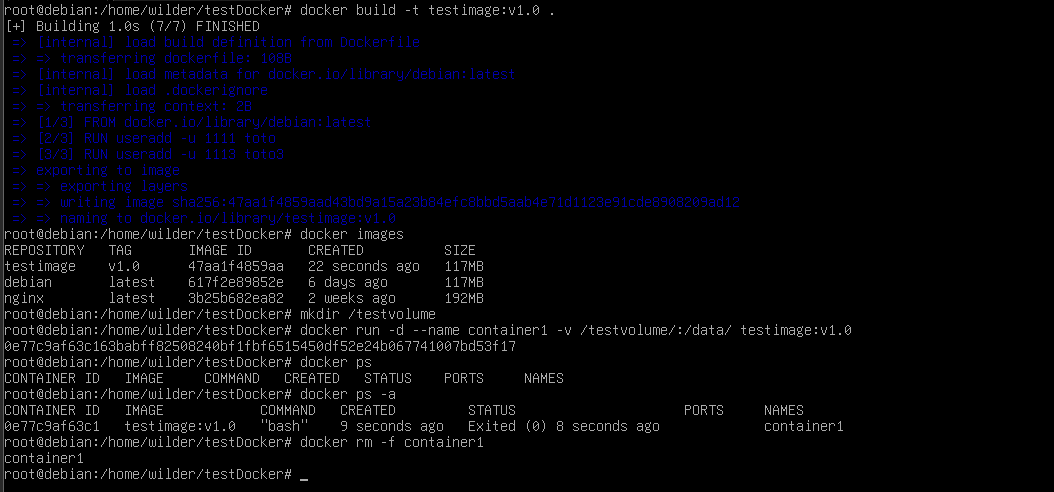 root@debian:/home/wilder/testDocker# docker build -t testimage:v1.0 .
[+] Building 1.0s (7/7) FINISHED
=> [internal] load build definition from Dockerfile
=> => transferring dockerfile:
=> [internal] load metadata for docker.io/library/debian:latest
=> [internal] load .dockerignore
=> => transferring context:
=> [1/3] FROM docker.io/library/debian:latest
=> [2/3] RUN useradd -u 1111 toto
=> [3/3] RUN useradd -u
=> exporting to image
=> => exporting layers
=> => writing image
=> => naming to docker.io/library/testimage:v1.0
root@debian:/home/wilder/testDocker# docker images
REPOSITORY   TAG       IMAGE ID       CREATED          SIZE
testimage    v1.0      47aa1f4859aa   22 seconds ago   117MB
debian       latest    617f2e89852e   6 days ago       117MB
nginx        latest    3b25b682ea82   2 weeks ago      192MB
root@debian:/home/wilder/testDocker# mkdir /testvolume
root@debian:/home/wilder/testDocker# docker run -d --name container1 -v /testvolume/:/data/ testimage:v1.0
0e77c9af63c163babff82508240bf1fbf6515450df52e24b067741007bd53f17
root@debian:/home/wilder/testDocker# docker ps
CONTAINER ID   IMAGE     COMMAND   CREATED   STATUS    PORTS     NAMES
root@debian:/home/wilder/testDocker# docker ps -a
CONTAINER ID   IMAGE            COMMAND   CREATED         STATUS                     PORTS     NAMES
0e77c9af63c1   testimage:v1.0   "bash"    9 seconds ago   Exited (0) 8 seconds ago             container1
root@debian:/home/wilder/testDocker# docker rm -f container1
container1
root@debian:/home/wilder/testDocker# _